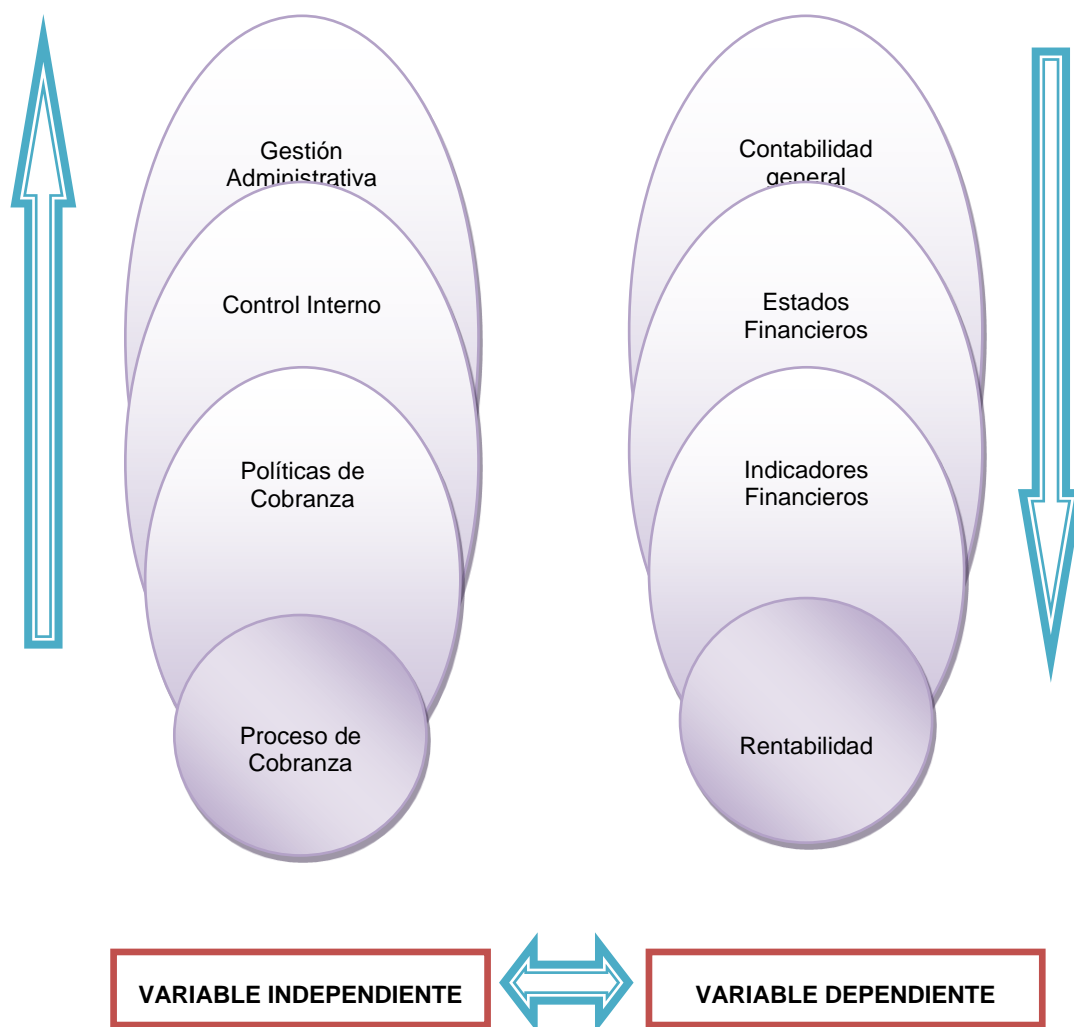 Gestión
Administrativa
Control Interno
Políticas de
Cobranza
Proceso de
Cobranza
Contabilidad
general
Estados
Financieros
Indicadores
Financieros
Rentabilidad
VARIABLE INDEPENDIENTE
VARIABLE DEPENDIENTE